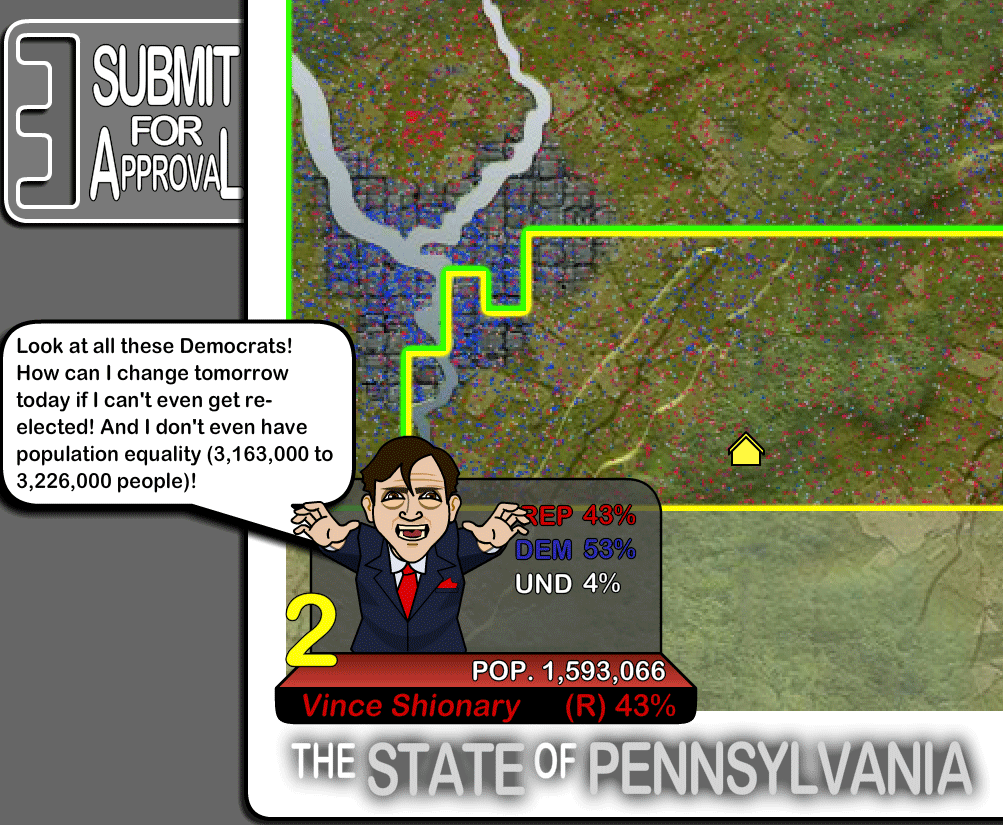 SUBMIT
FOR
APPROVAL
Look at all these Democrats!
How can I change tomorrow
today if I can't even get re-
elected! And I don't even have
population equality (3,163,000 to
3,226,000 people)!
REP 43%
DEM 53%
UND 4%
2
POP. 1,593,066
Vince Shionary (R) 43%
THE STATE OF PENNSYLVANIA